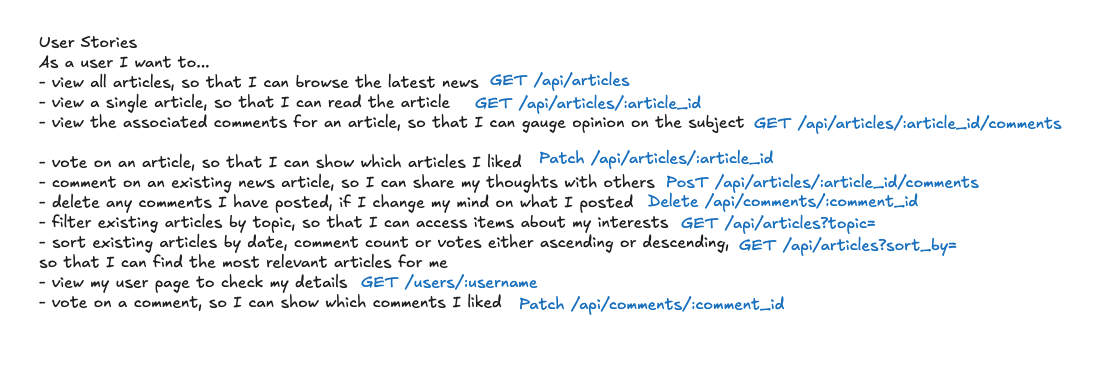 User Stories
As a user I want to...
- view all articles, so that I can browse the latest news GET /api/articles
- view a single article, so that I can read the article GET /api/articles/:article_id
- view the associated comments for an article, so that I can gauge opinion on the subject GET /api/articles/:article_id/comments
- vote on an article, so that I can show which articles I liked Patch /api/articles/:article_id
- comment on an existing news article, so I can share my thoughts with others PosT /api/articles/:article_id/comments
- delete any comments I have posted, if I change my mind on what I posted Delete /api/comments/:comment_id
- filter existing articles by topic, so that I can access items about my interests GET /api/articles?topic=
- sort existing articles by date, comment count or votes either ascending or descending, GET /api/articles?sort_by=
so that I can find the most relevant articles for me
- view my user page to check my details GET /users/:username
- vote on a comment, so I can show which comments I liked Patch /api/comments/:comment_id